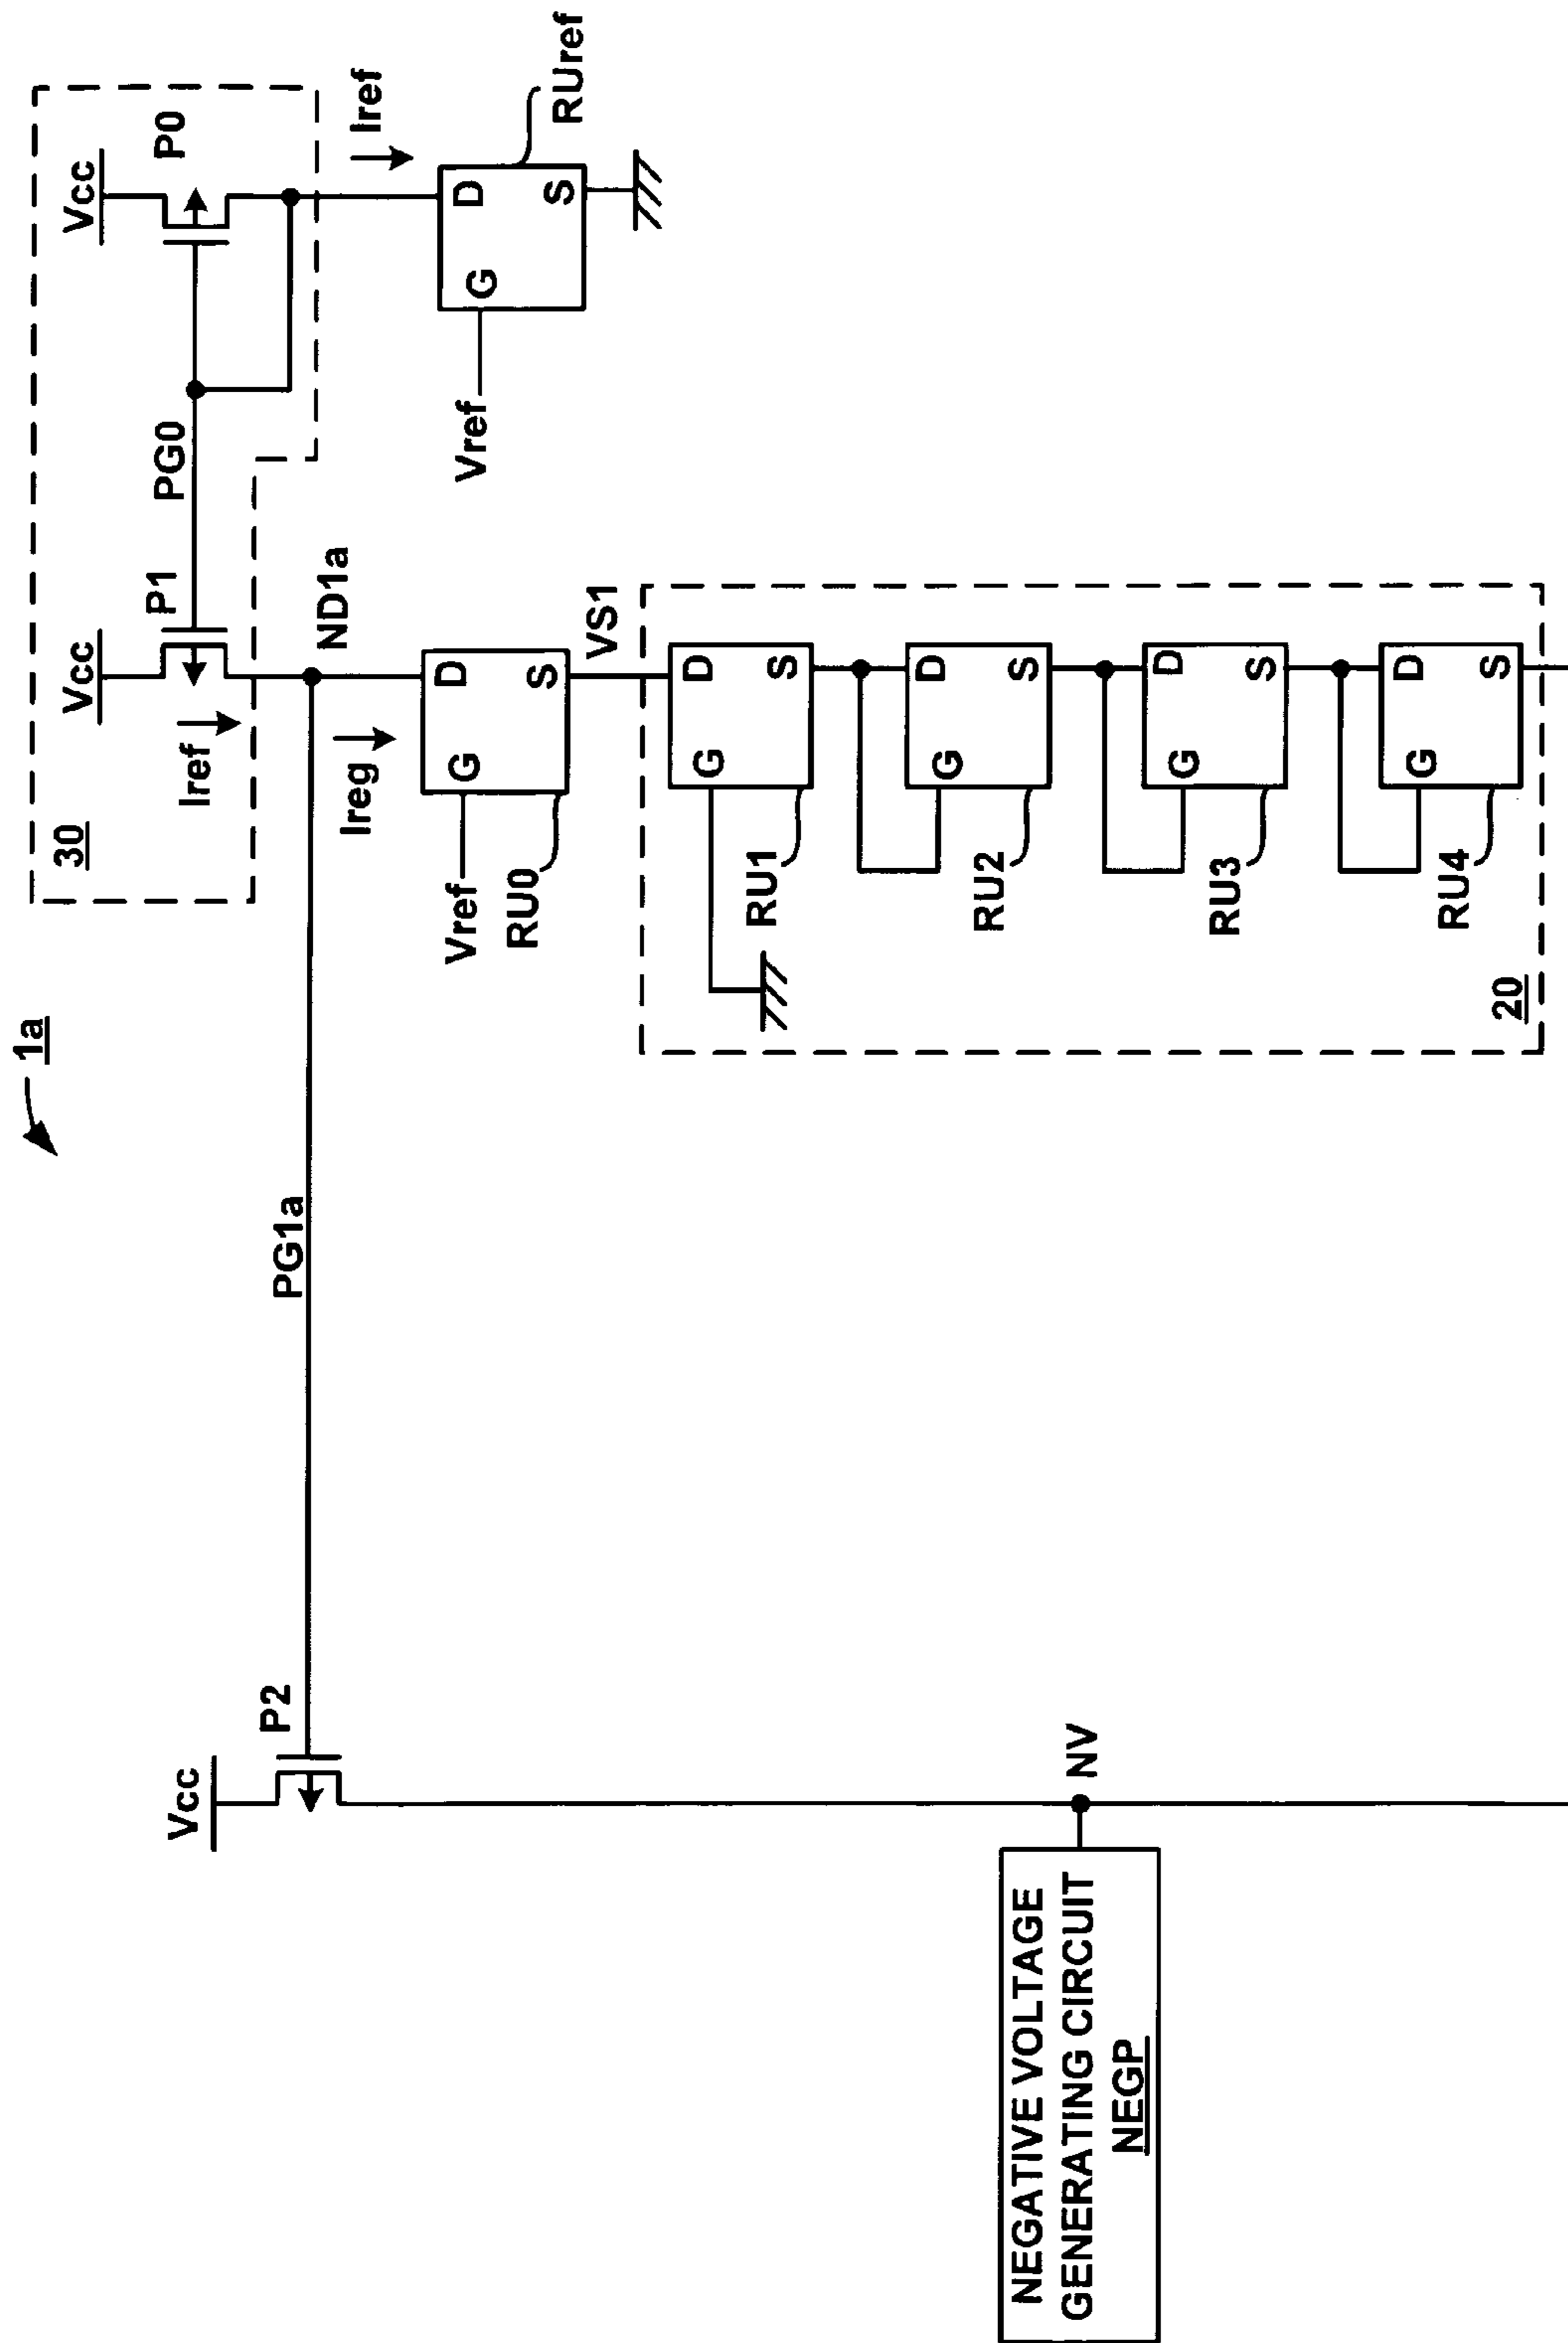 1a
30
Vcc
P1
PG0
Vcc
P0
Iref
ND1a
Iref
Ireg
PG1a
Vcc
P2
Vref
G
D
S
RU0
VS1
Vref
G
D
S
RUref
G
D
S
RU1
G
D
S
RU2
G
D
S
RU3
G
D
S
RU4
20
NV
NEGATIVE VOLTAGE
GENERATING CIRCUIT
NEGP